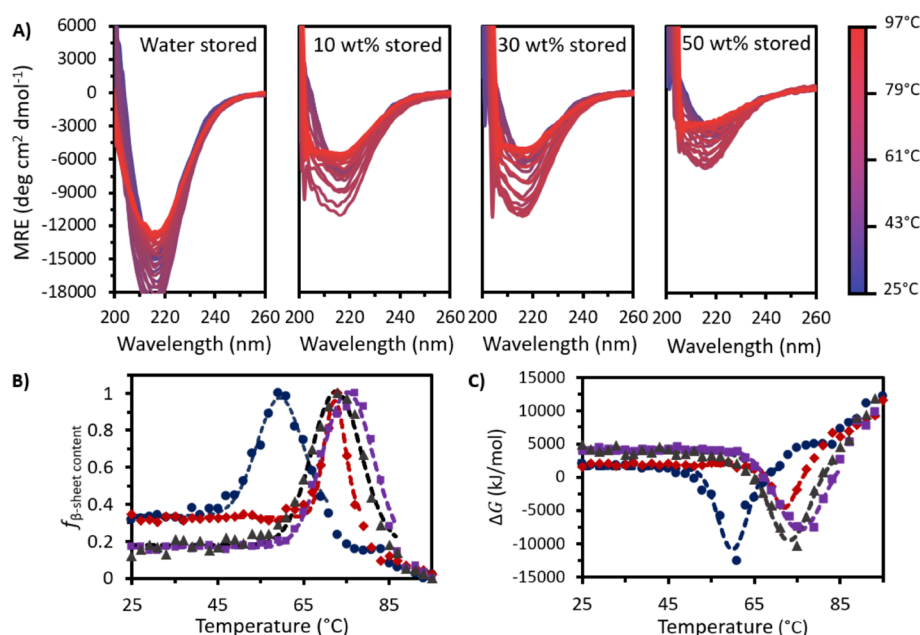 A)
Water stored
10 wt% stored
30 wt% stored
50 wt% stored
MRE (deg cm² dmol⁻¹)
6000
3000
0
-3000
-6000
-9000
-12000
-15000
-18000
97°C
79°C
61°C
43°C
25°C
200 220 240 260
200 220 240 260
200 220 240 260
200 220 240 260
Wavelength (nm)
Wavelength (nm)
Wavelength (nm)
Wavelength (nm)
B)
fβ-sheet content
1
0.8
0.6
0.4
0.2
0
25 45 65 85
Temperature (°C)
C)
ΔG (kJ/mol)
15000
10000
5000
0
-5000
-10000
-15000
25 45 65 85
Temperature (°C)